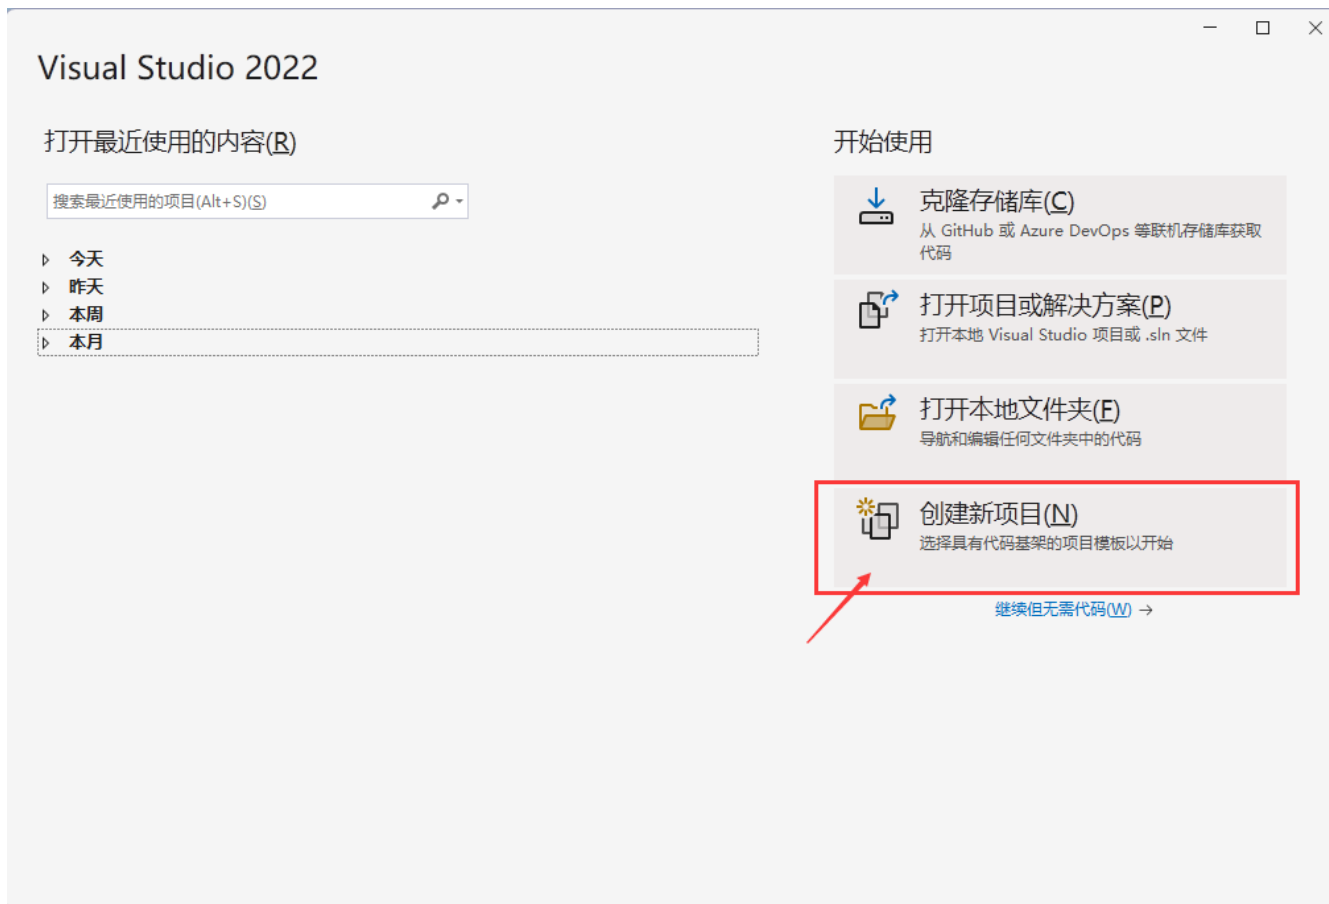 Visual Studio 2022
打开最近使用的内容(R)
搜索最近使用的项目(Alt+S)(S)
今天
昨天
本周
本月
开始使用
克隆存储库(C)
从 GitHub 或 Azure DevOps 等联机存储库获取
代码
打开项目或解决方案(P)
打开本地 Visual Studio 项目或 .sln 文件
打开本地文件夹(F)
导航和编辑任何文件夹中的代码
创建新项目(N)
选择具有代码基架的项目模板以开始
继续但无需代码(W) →